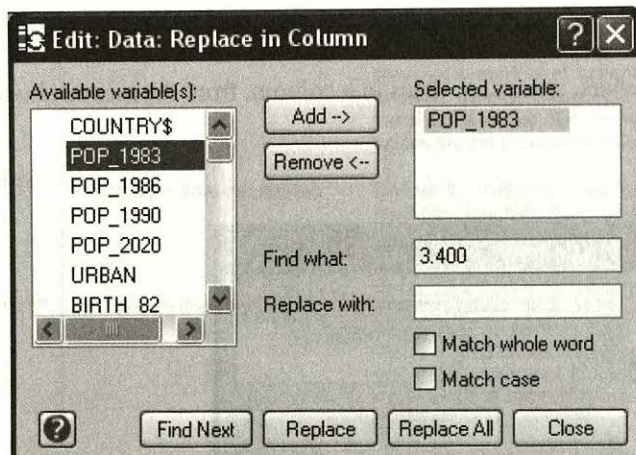 Edit: Data: Replace in Column
Available variable(s):
COUNTRY$
POP_1983
POP_1986
POP_1990
POP_2020
URBAN
BIRTH_82
Add -->
Remove <--
Selected variable:
POP_1983
Find what: 3.400
Replace with:
Match whole word
Match case
? Find Next Replace Replace All Close